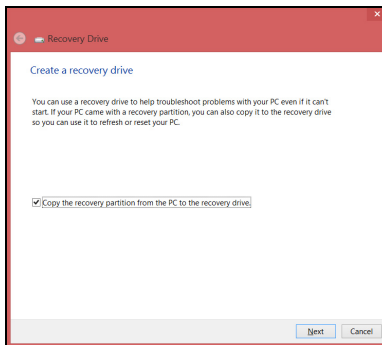 Recovery Drive
Create a recovery drive
You can use a recovery drive to help troubleshoot problems with your PC even if it can't
start. If your PC came with a recovery partition, you can also copy it to the recovery drive
so you can use it to refresh or reset your PC.
Copy the recovery partition from the PC to the recovery drive.
Next Cancel